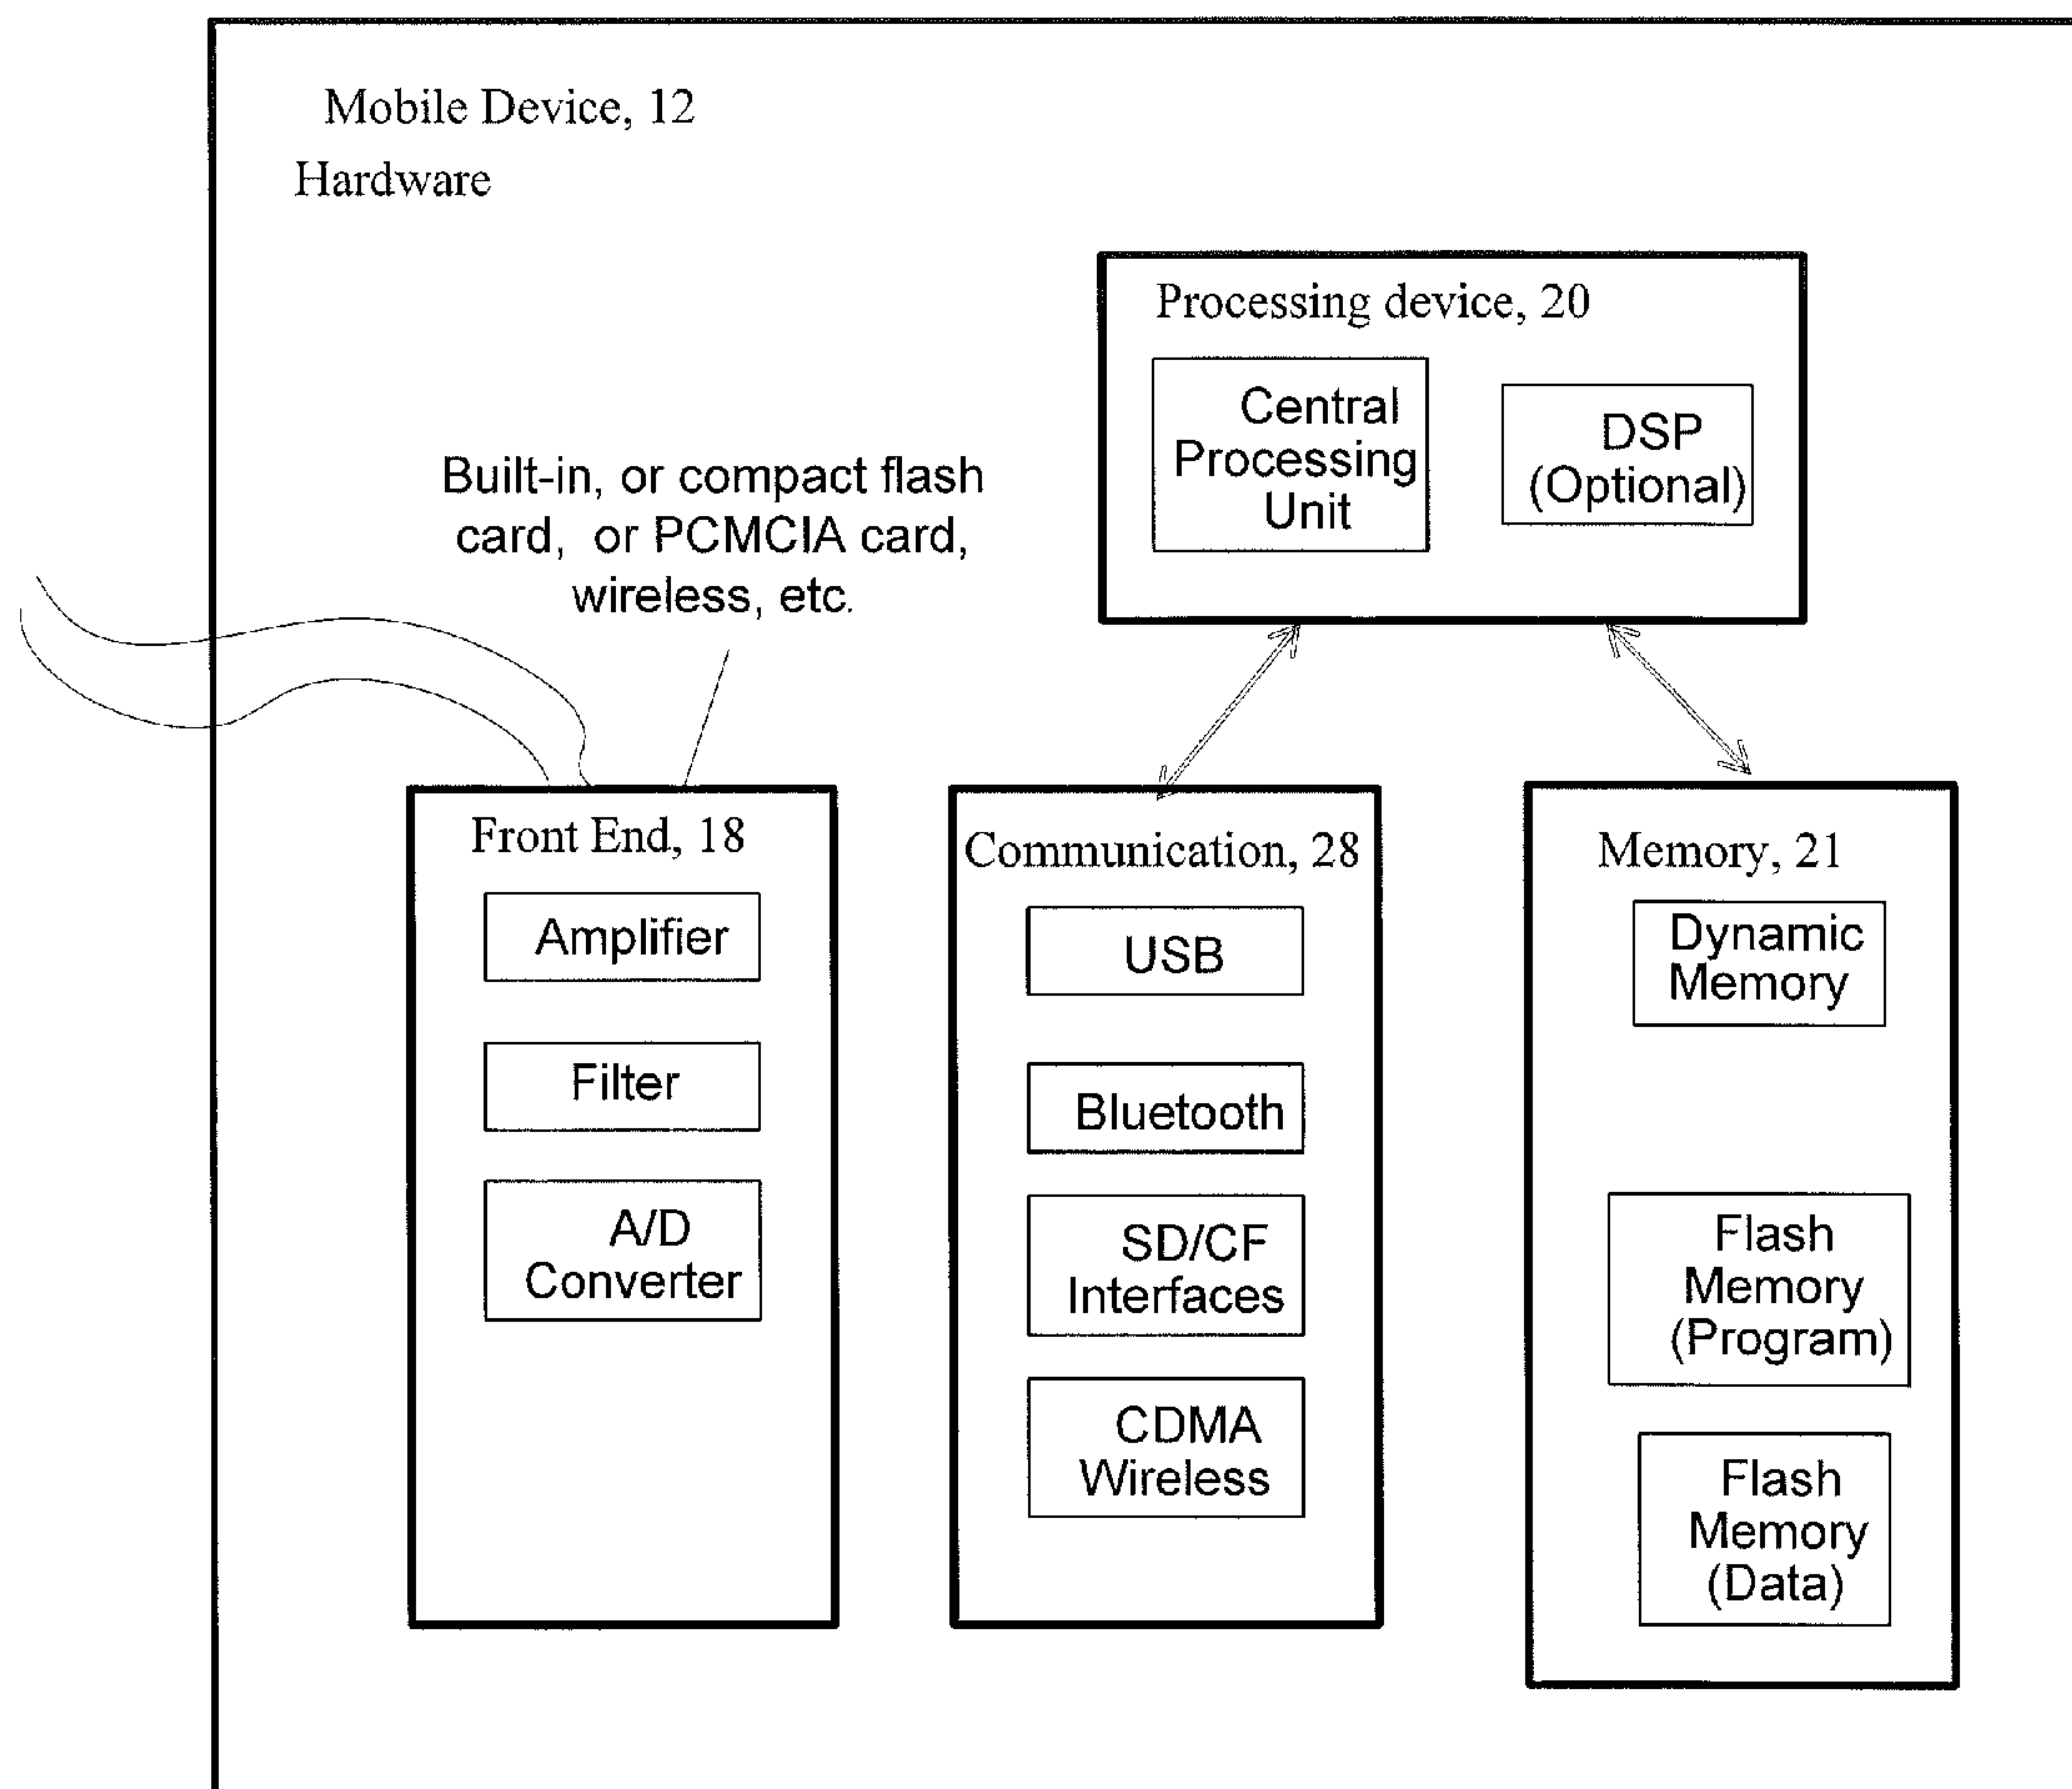 Mobile Device, 12
Hardware
Processing device, 20
Central
Processing
Unit
DSP
(Optional)
Built-in, or compact flash
card, or PCMCIA card,
wireless, etc.
Front End, 18
Amplifier
Filter
A/D
Converter
Communication, 28
USB
Bluetooth
SD/CF
Interfaces
CDMA
Wireless
Memory, 21
Dynamic
Memory
Flash
Memory
(Program)
Flash
Memory
(Data)